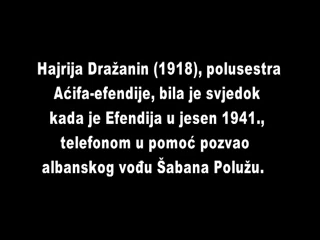 Hajrija Dražanin (1918), polusestra
Aćifa-efendije, bila je svjedok
kada je Efendija u jesen 1941.,
telefonom u pomoć pozvao
albanskog vođu Šabana Polužu.